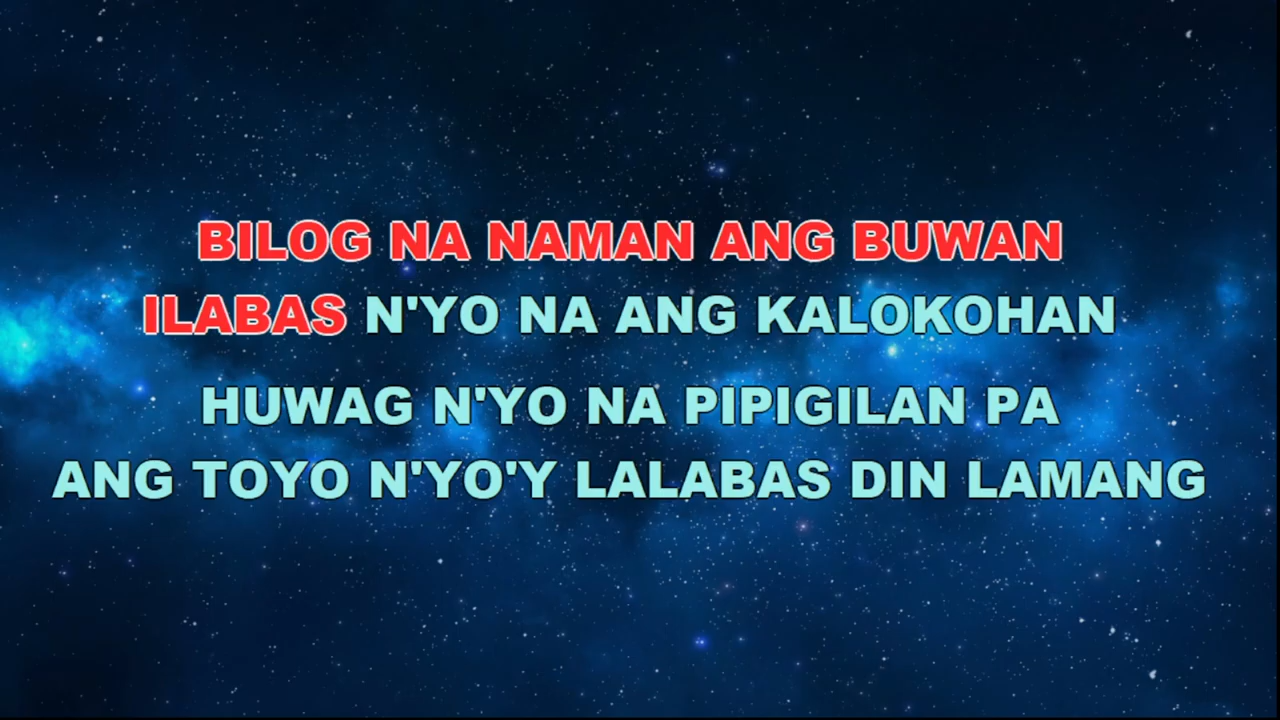 BILOG NA NAMAN ANG BUWAN
ILABAS N'YO NA ANG KALOKOHAN
HUWAG N'YO NA PIPIGILAN PA
ANG TOYO N'YO'Y LALABAS DIN LAMANG